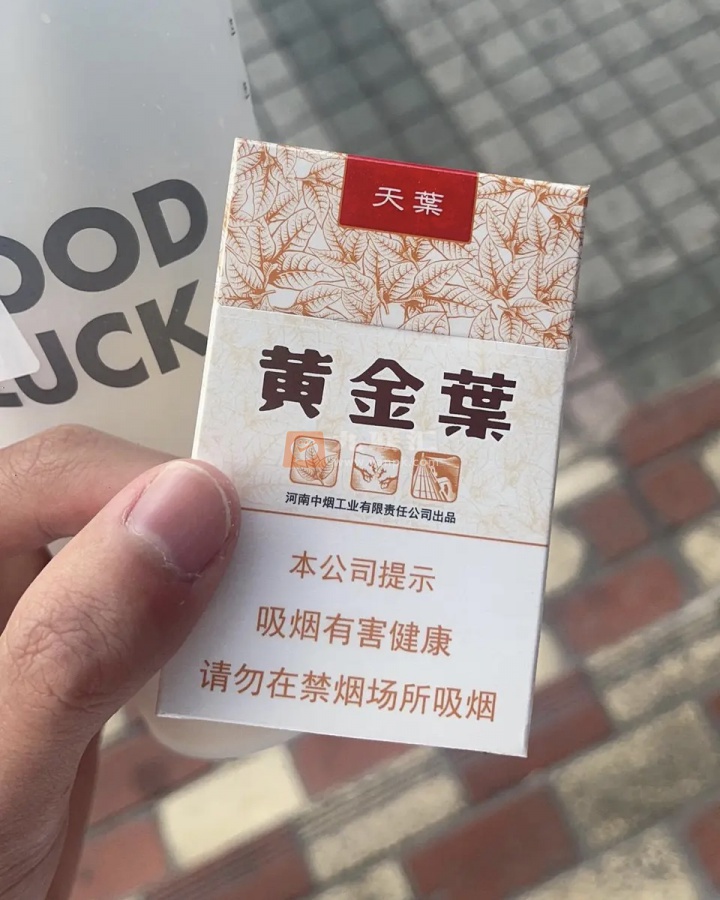 天葉
黄金葉
河南中烟工业有限责任公司出品
本公司提示
吸烟有害健康
请勿在禁烟场所吸烟
OOD
LUCK